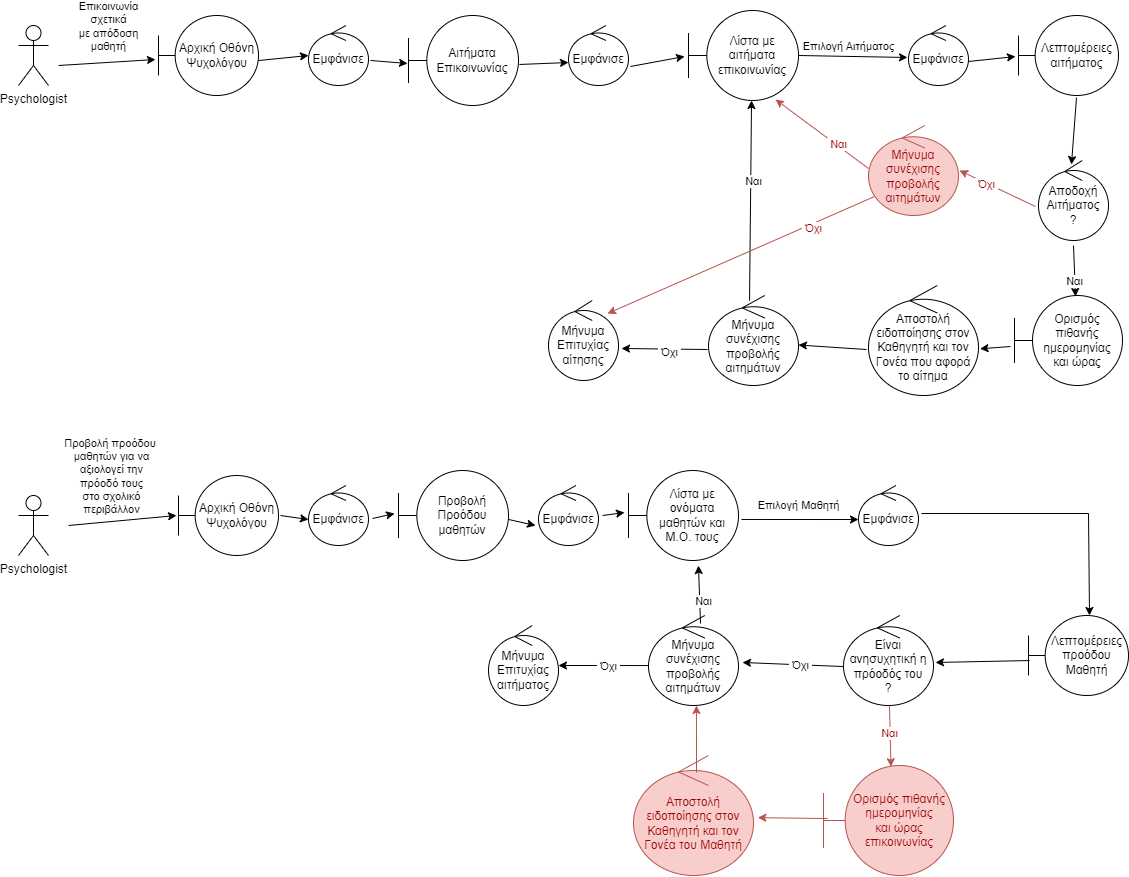 Επικοινωνία
σχετικά
με απόδοση
μαθητή
Psychologist
Αρχική Οθόνη
Ψυχολόγου
Εμφάνισε
Αιτήματα
Επικοινωνίας
Εμφάνισε
Λίστα με
αιτήματα
επικοινωνίας
Επιλογή Αιτήματος
Εμφάνισε
Λεπτομέρειες
αιτήματος
Ναι
Μήνυμα
συνέχισης
προβολής
αιτημάτων
Όχι
Αποδοχή
Αιτήματος
?
Ναι
Όχι
Ναι
Μήνυμα
Επιτυχίας
αίτησης
Όχι
Μήνυμα
συνέχισης
προβολής
αιτημάτων
Αποστολή
ειδοποίησης στον
Καθηγητή και τον
Γονέα που αφορά
το αίτημα
Ορισμός
πιθανής
ημερομηνίας
και ώρας
Προβολή προόδου
μαθητών για να
αξιολογεί την
πρόοδό τους
στο σχολικό
περιβάλλον
Psychologist
Αρχική Οθόνη
Ψυχολόγου
Εμφάνισε
Προβολή
Προόδου
μαθητών
Εμφάνισε
Λίστα με
ονόματα
μαθητών και
Μ.Ο. τους
Επιλογή Μαθητή
Εμφάνισε
Λεπτομέρειες
προόδου
Μαθητή
Ναι
Μήνυμα
Επιτυχίας
αιτήματος
Όχι
Μήνυμα
συνέχισης
προβολής
αιτημάτων
Όχι
Είναι
ανησυχητική η
πρόοδός του
?
Ναι
Αποστολή
ειδοποίησης στον
Καθηγητή και τον
Γονέα του Μαθητή
Ορισμός πιθανής
ημερομηνίας
και ώρας
επικοινωνίας